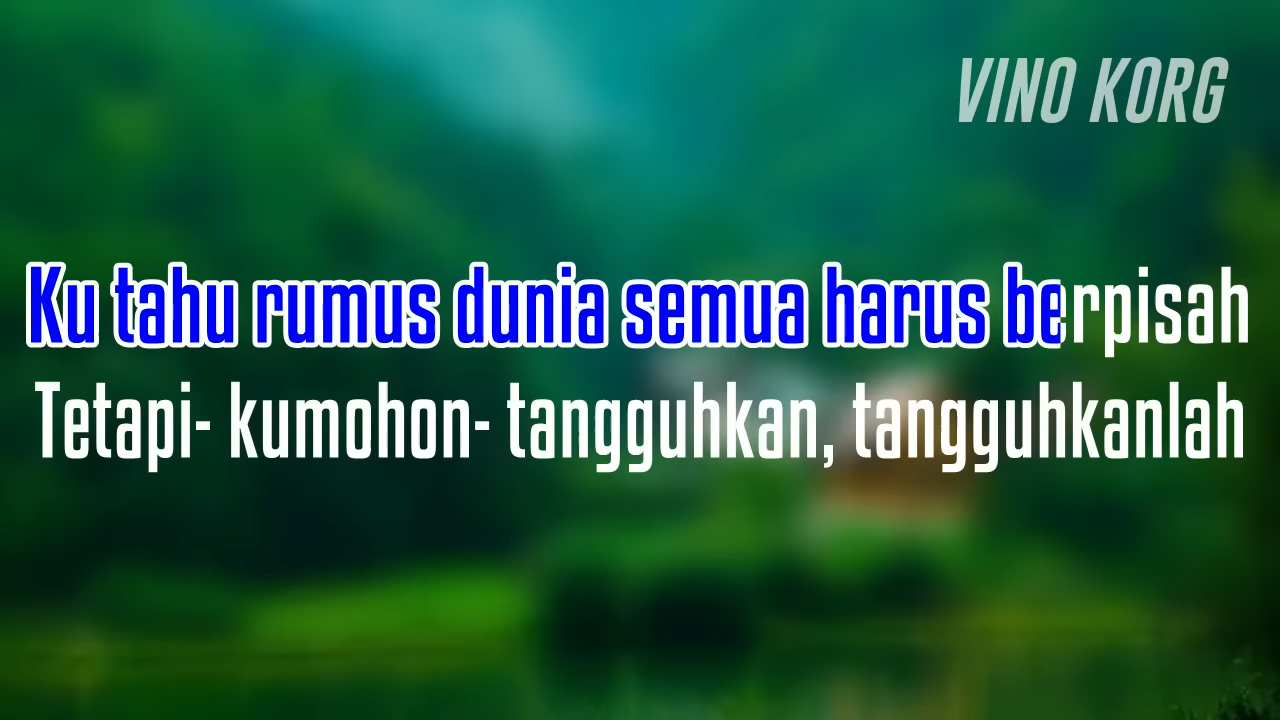 VINO KORG
Ku tahu rumus dunia semua harus berpisah
Tetapi- kumohon- tangguhkan, tangguhkanlah